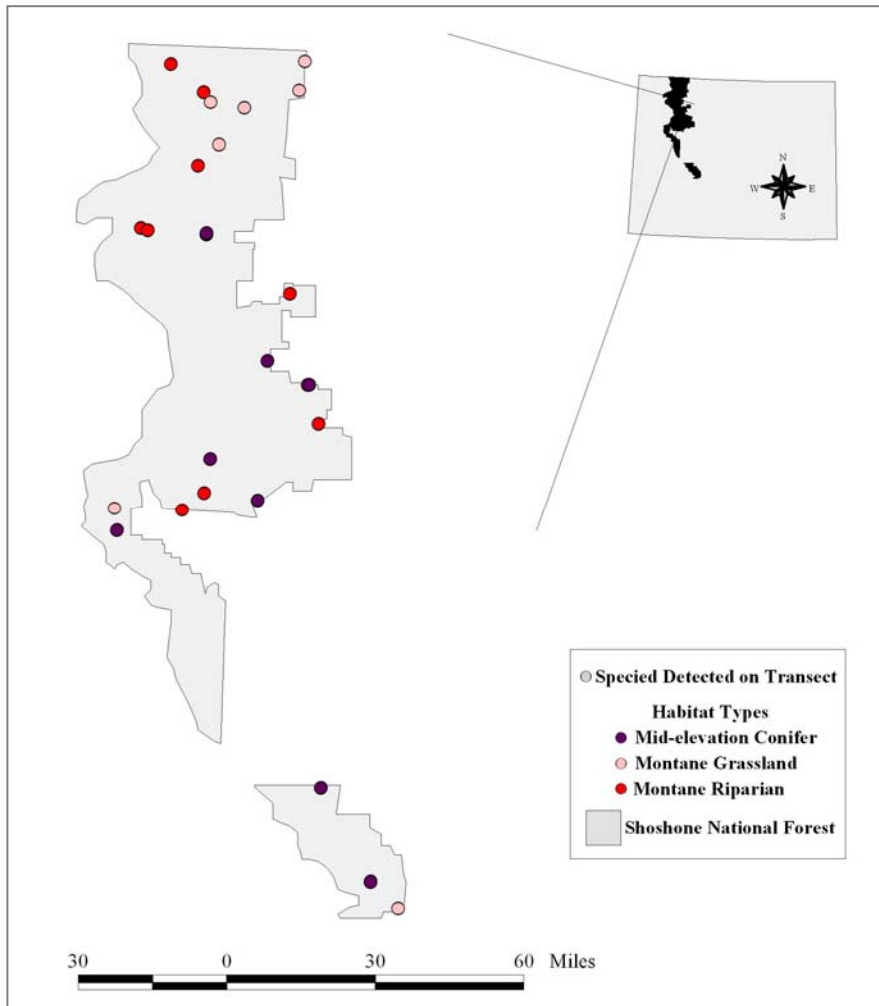 N
W E
S
Specied Detected on Transect
Habitat Types
Mid-elevation Conifer
Montane Grassland
Montane Riparian
Shoshone National Forest
30 0 30 60 Miles